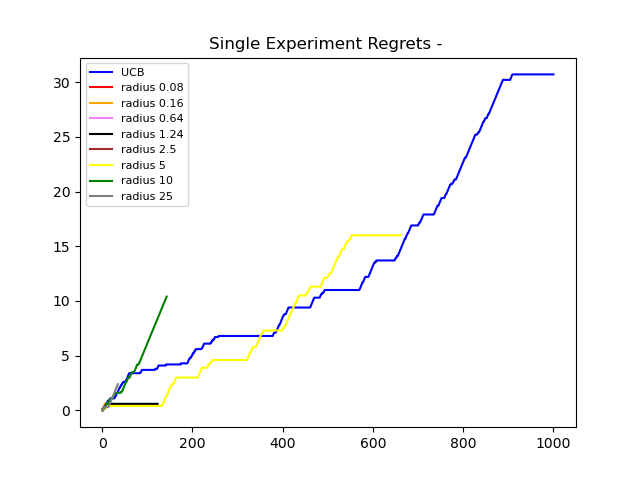 Single Experiment Regrets -
UCB
radius 0.08
radius 0.16
radius 0.64
radius 1.24
radius 2.5
radius 5
radius 10
radius 25
30
25
20
15
10
5
0
0 200 400 600 800 1000